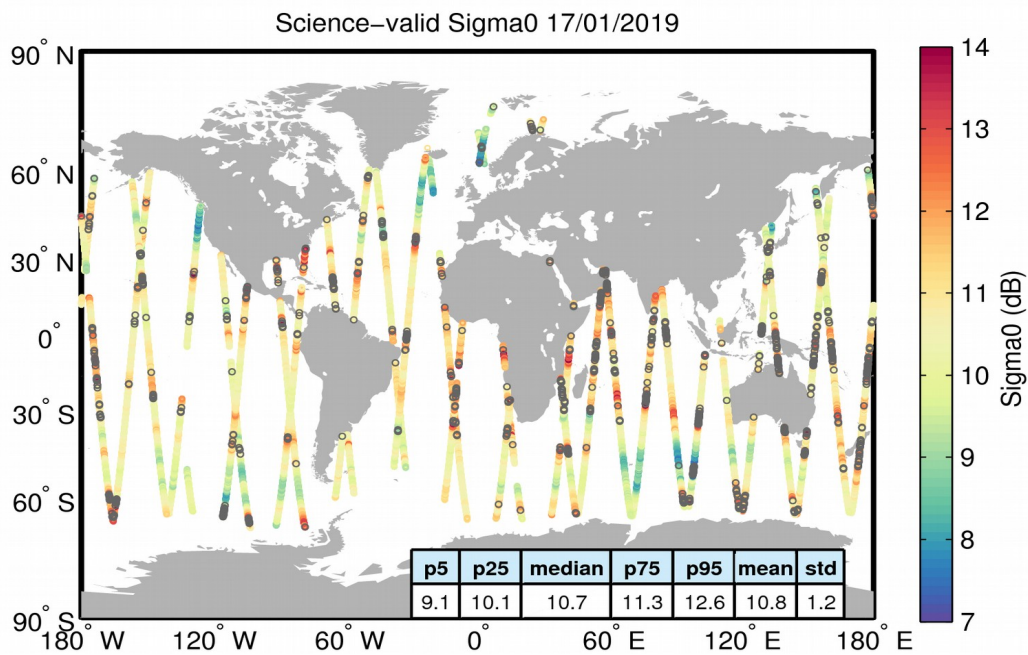 Science−valid Sigma0 17/01/2019
90° N
60° N
30° N
0°
30° S
60° S
90° S
180° W
120° W
60° W
0°
60° E
120° E
180° E
p5 p25 median p75 p95 mean std
9.1 10.1 10.7 11.3 12.6 10.8 1.2
14
13
12
11
10
9
8
7
Sigma0 (dB)